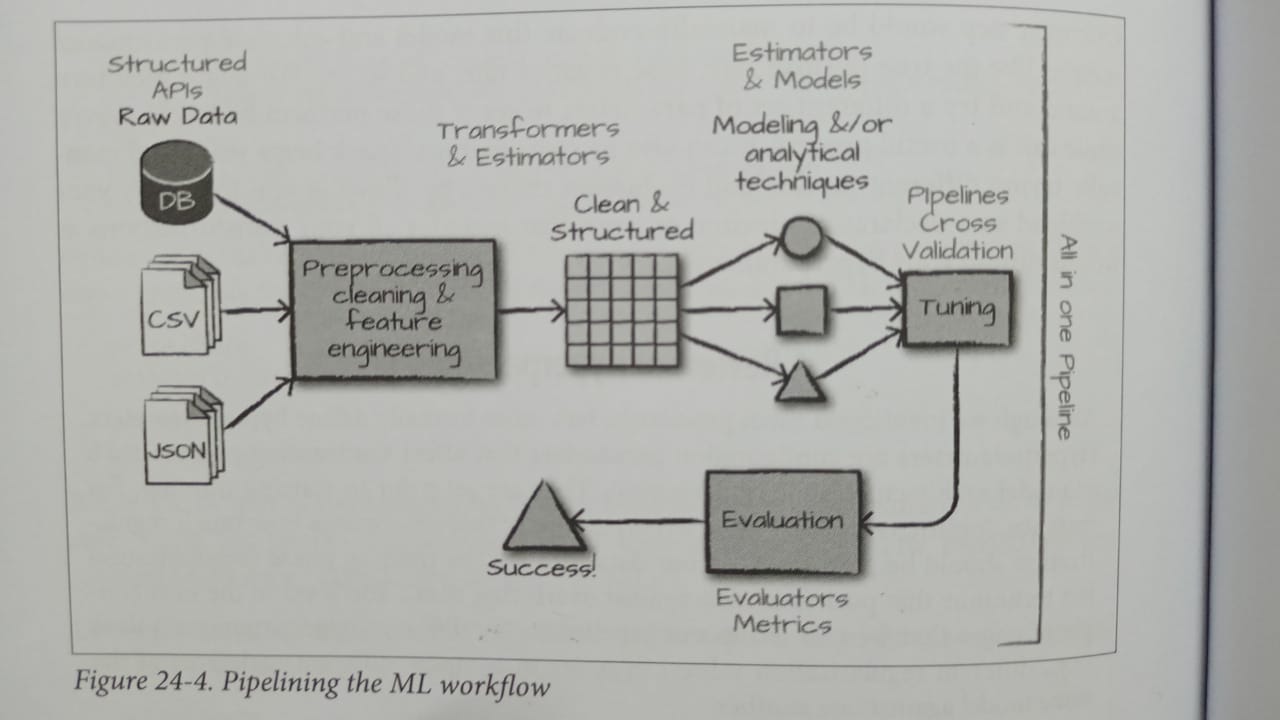 Structured
APIs
Raw Data
DB
CSV
JSON
Preprocessing
cleaning &
feature
engineering
Transformers
& Estimators
Clean &
Structured
Estimators
& Models
Modeling &/or
analytical
techniques
Pipelines
Cross
Validation
Tuning
All in one Pipeline
Evaluation
Evaluators
Metrics
Success!
Figure 24-4. Pipelining the ML workflow